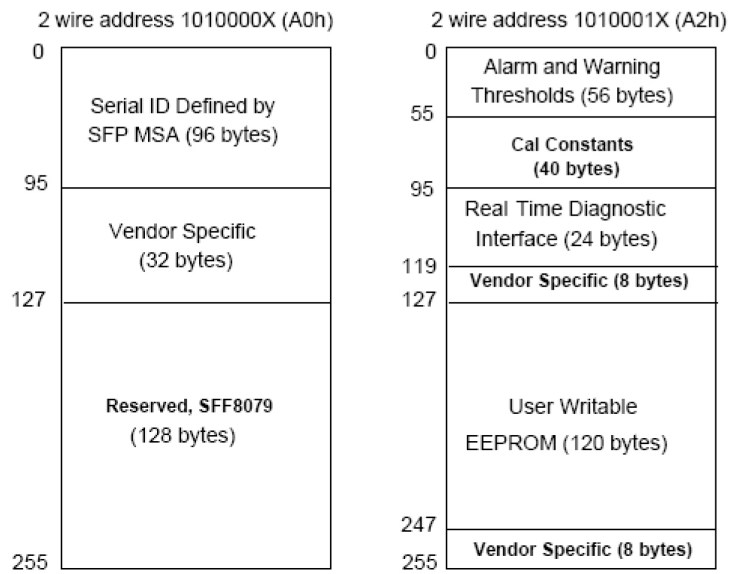 2 wire address 1010000X (A0h)
0
Serial ID Defined by
SFP MSA (96 bytes)
95
Vendor Specific
(32 bytes)
127
Reserved, SFF8079
(128 bytes)
255
2 wire address 1010001X (A2h)
0
Alarm and Warning
Thresholds (56 bytes)
55
Cal Constants
(40 bytes)
95
Real Time Diagnostic
Interface (24 bytes)
119
Vendor Specific (8 bytes)
127
User Writable
EEPROM (120 bytes)
247
Vendor Specific (8 bytes)
255